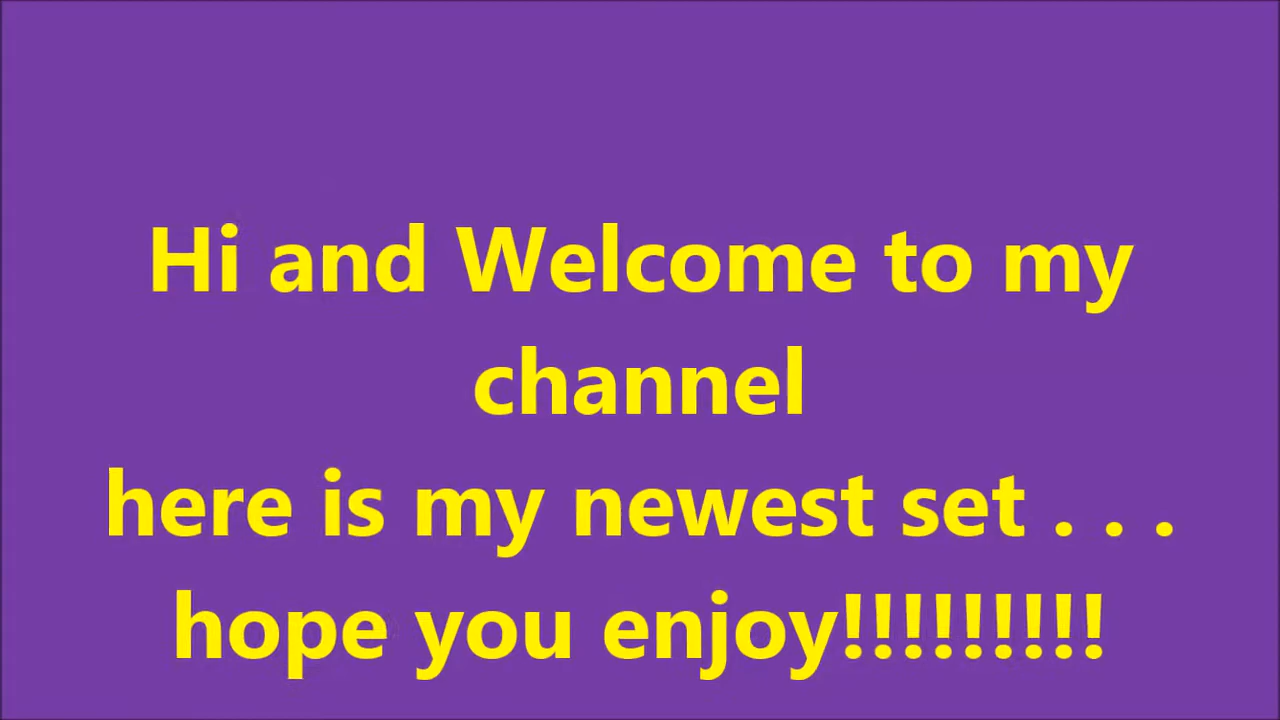 Hi and Welcome to my
channel
here is my newest set . . .
hope you enjoy!!!!!!!!!